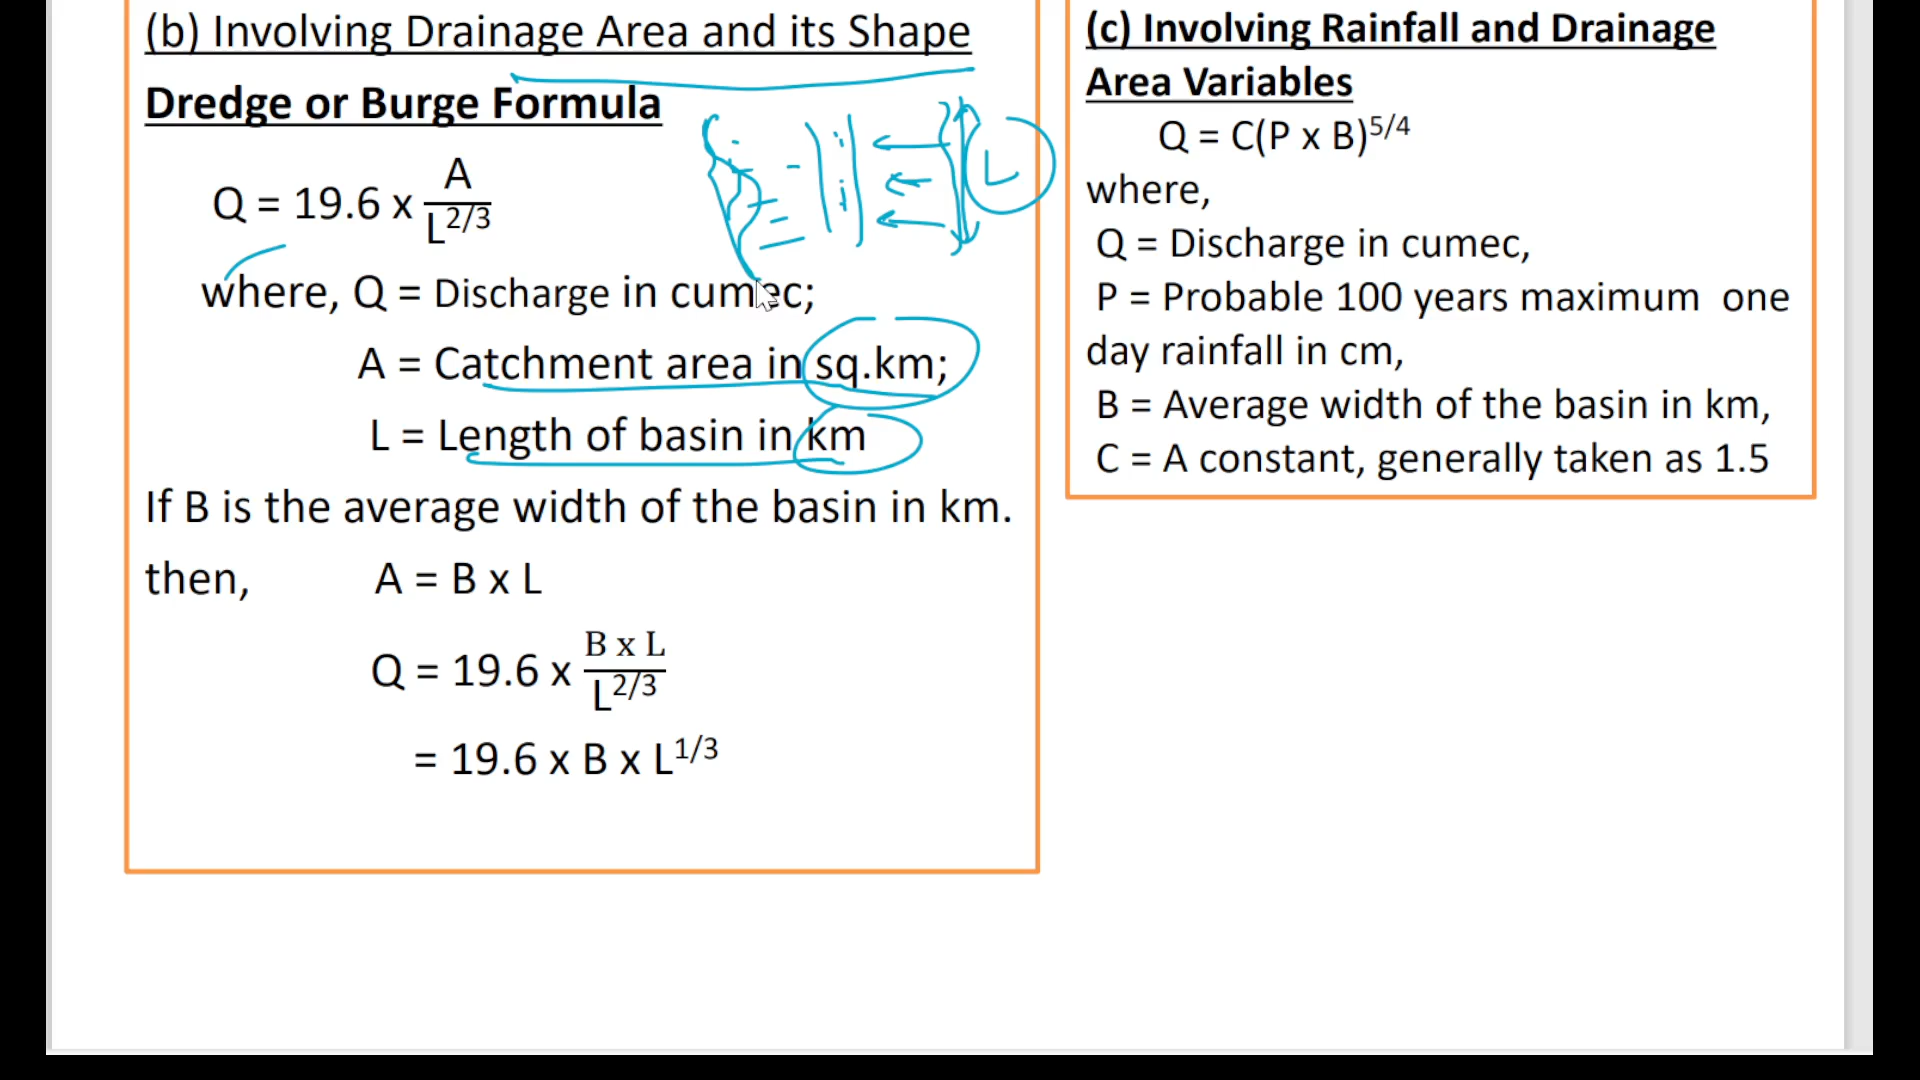 (b) Involving Drainage Area and its Shape
Dredge or Burge Formula
Q = 19.6 x A / L^2/3
where, Q = Discharge in cumec;
A = Catchment area in sq.km;
L = Length of basin in km
If B is the average width of the basin in km.
then, A = B x L
Q = 19.6 x B x L / L^2/3
= 19.6 x B x L^1/3
L
(c) Involving Rainfall and Drainage
Area Variables
Q = C(P x B)^5/4
where,
Q = Discharge in cumec,
P = Probable 100 years maximum one
day rainfall in cm,
B = Average width of the basin in km,
C = A constant, generally taken as 1.5